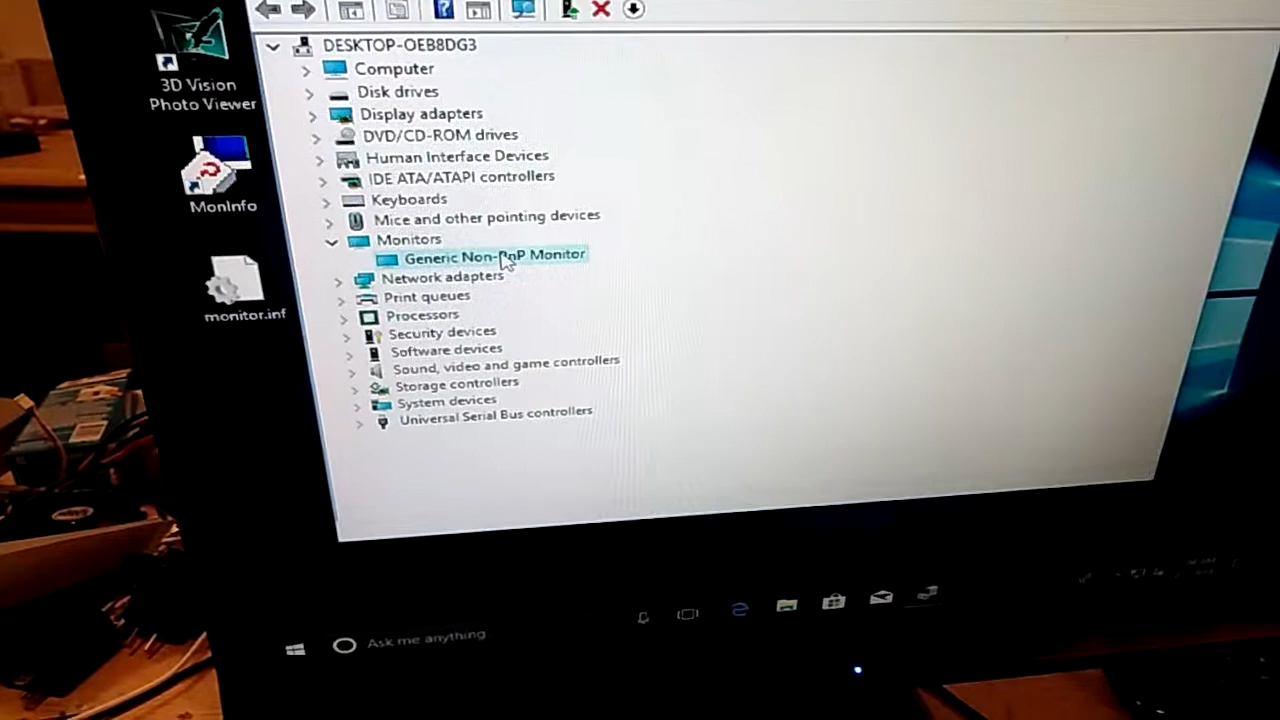 DESKTOP-OEB8DG3
Computer
Disk drives
Display adapters
DVD/CD-ROM drives
Human Interface Devices
IDE ATA/ATAPI controllers
Keyboards
Mice and other pointing devices
Monitors
Generic Non-PnP Monitor
Network adapters
Print queues
Processors
Security devices
Software devices
Sound, video and game controllers
Storage controllers
System devices
Universal Serial Bus controllers
3D Vision
Photo Viewer
MonInfo
monitor.inf
Ask me anything